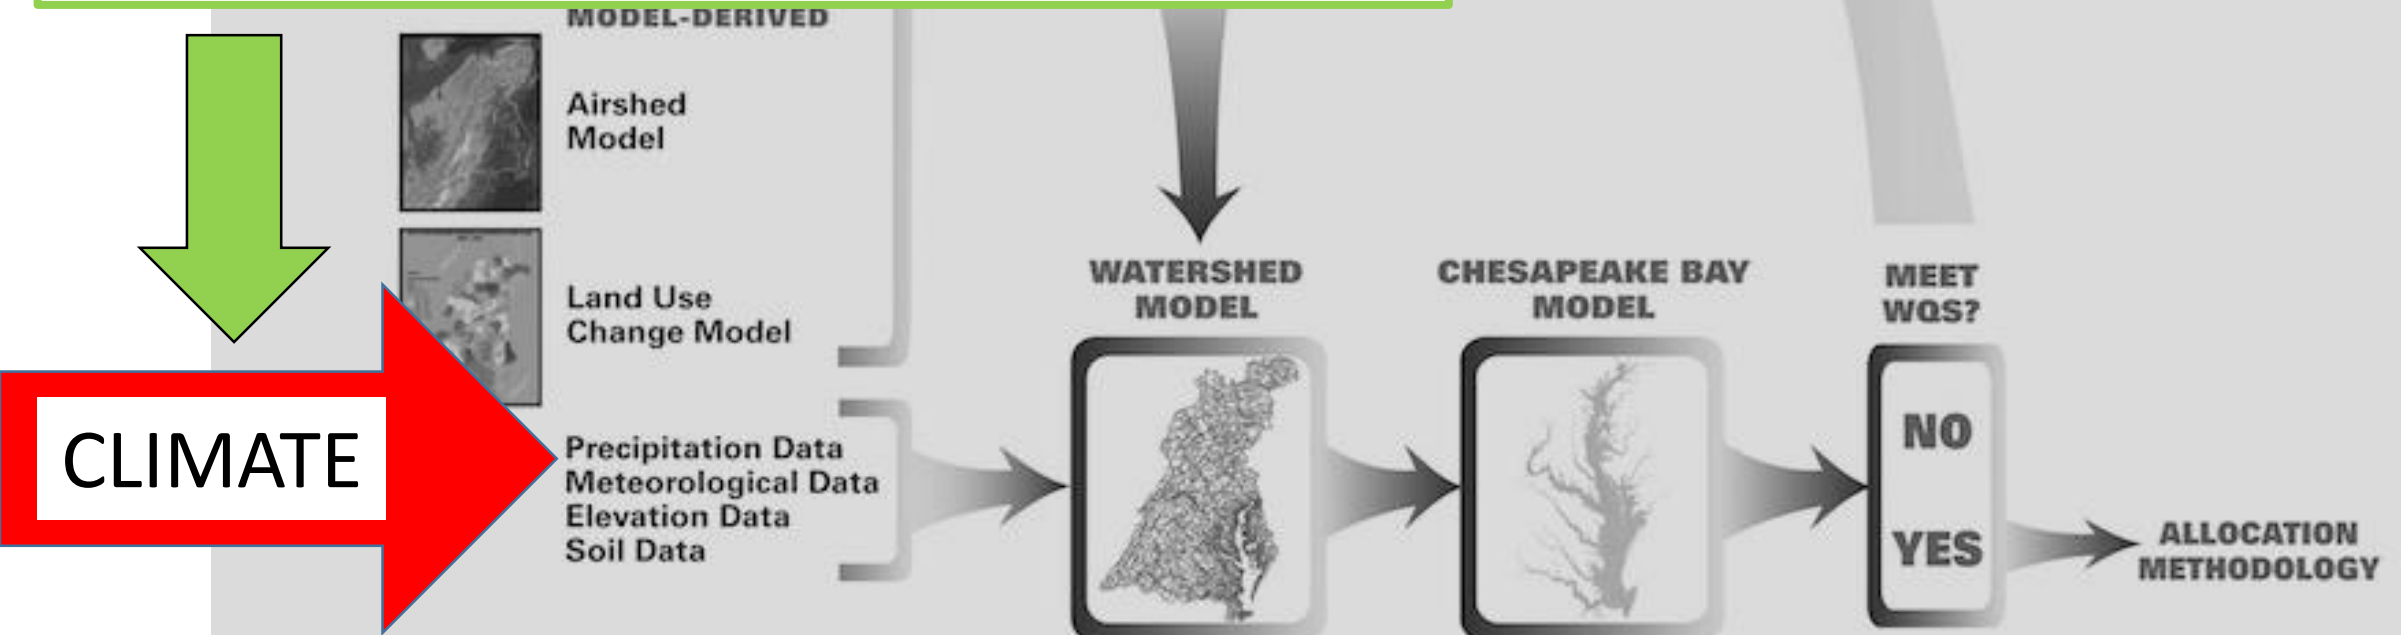 MODEL-DERIVED
Airshed
Model
Land Use
Change Model
CLIMATE
Precipitation Data
Meteorological Data
Elevation Data
Soil Data
WATERSHED
MODEL
CHESAPEAKE BAY
MODEL
MEET
WQS?
NO
YES
ALLOCATION
METHODOLOGY